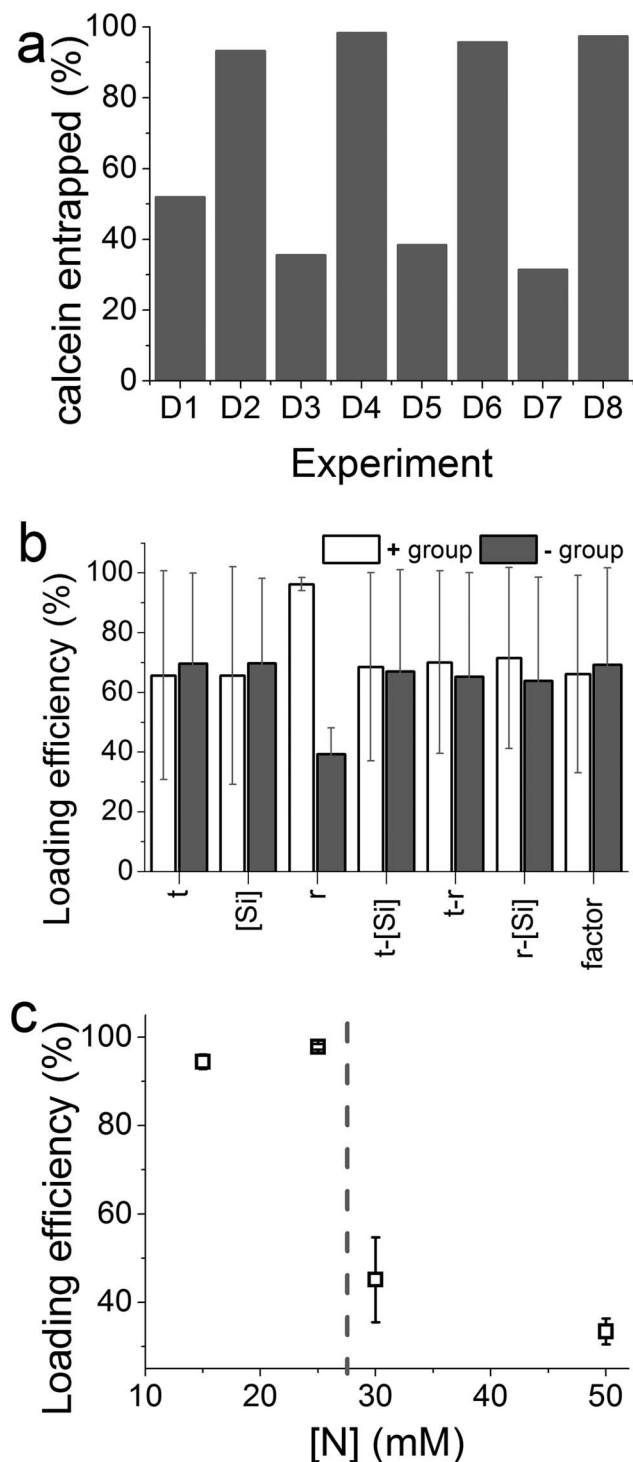 a
calcein entrapped (%)
100
80
60
40
20
0
D1 D2 D3 D4 D5 D6 D7 D8
Experiment
b
+ group - group
Loading efficiency (%)
100
80
60
40
20
0
t [Si] r t-[Si] t-r r-[Si] factor
c
Loading efficiency (%)
100
80
60
40
10 20 30 40 50
[N] (mM)